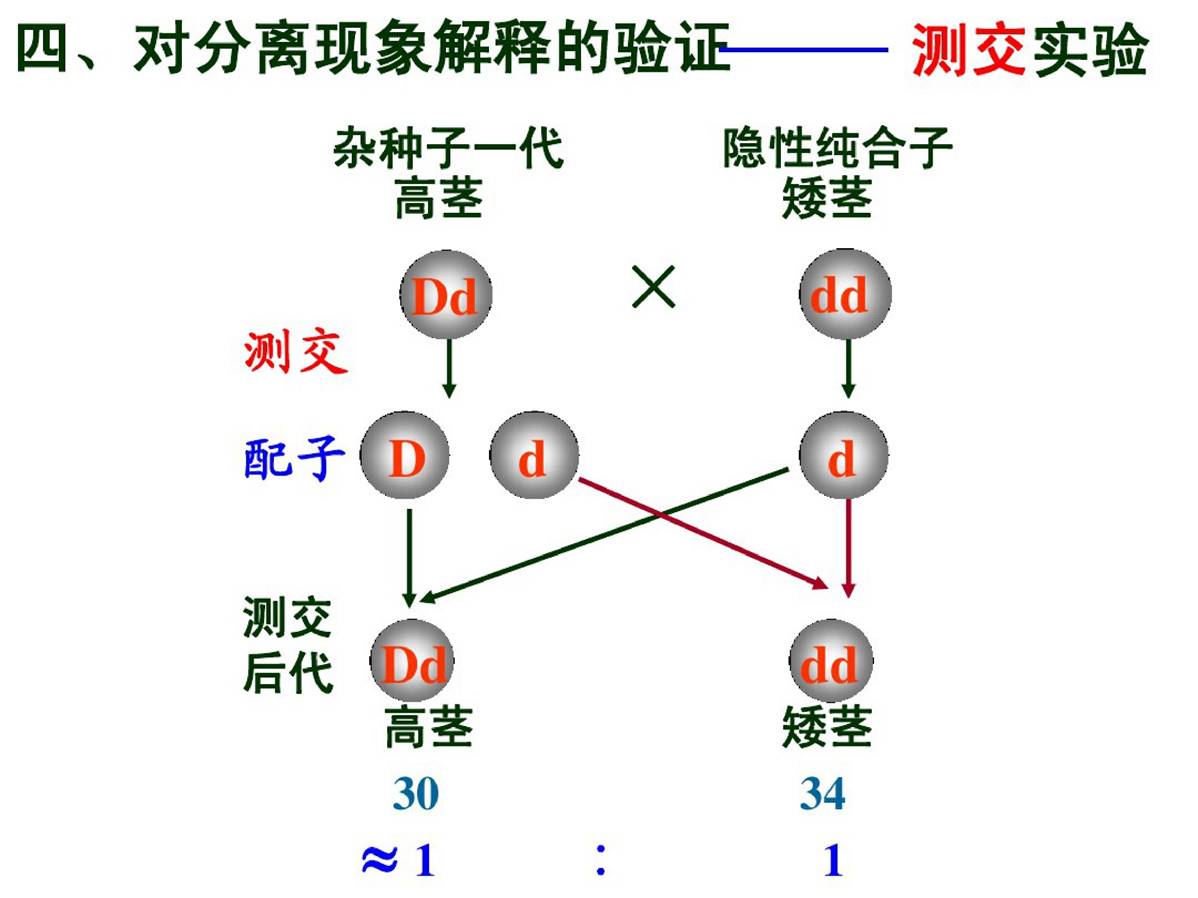 四、对分离现象解释的验证——测交实验
杂种子一代 隐性纯合子
高茎 矮茎
Dd × dd
测交
配子 D d d
测交
后代
Dd dd
高茎 矮茎
30 34
≈1 : 1